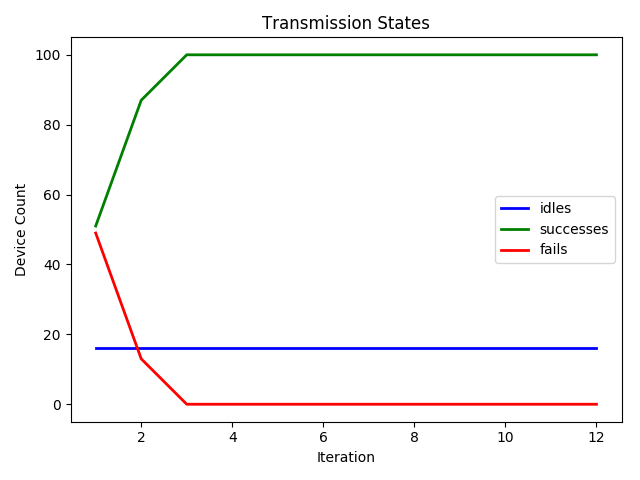 Transmission States
100
80
60
40
20
0
Device Count
idles
successes
fails
2 4 6 8 10 12
Iteration